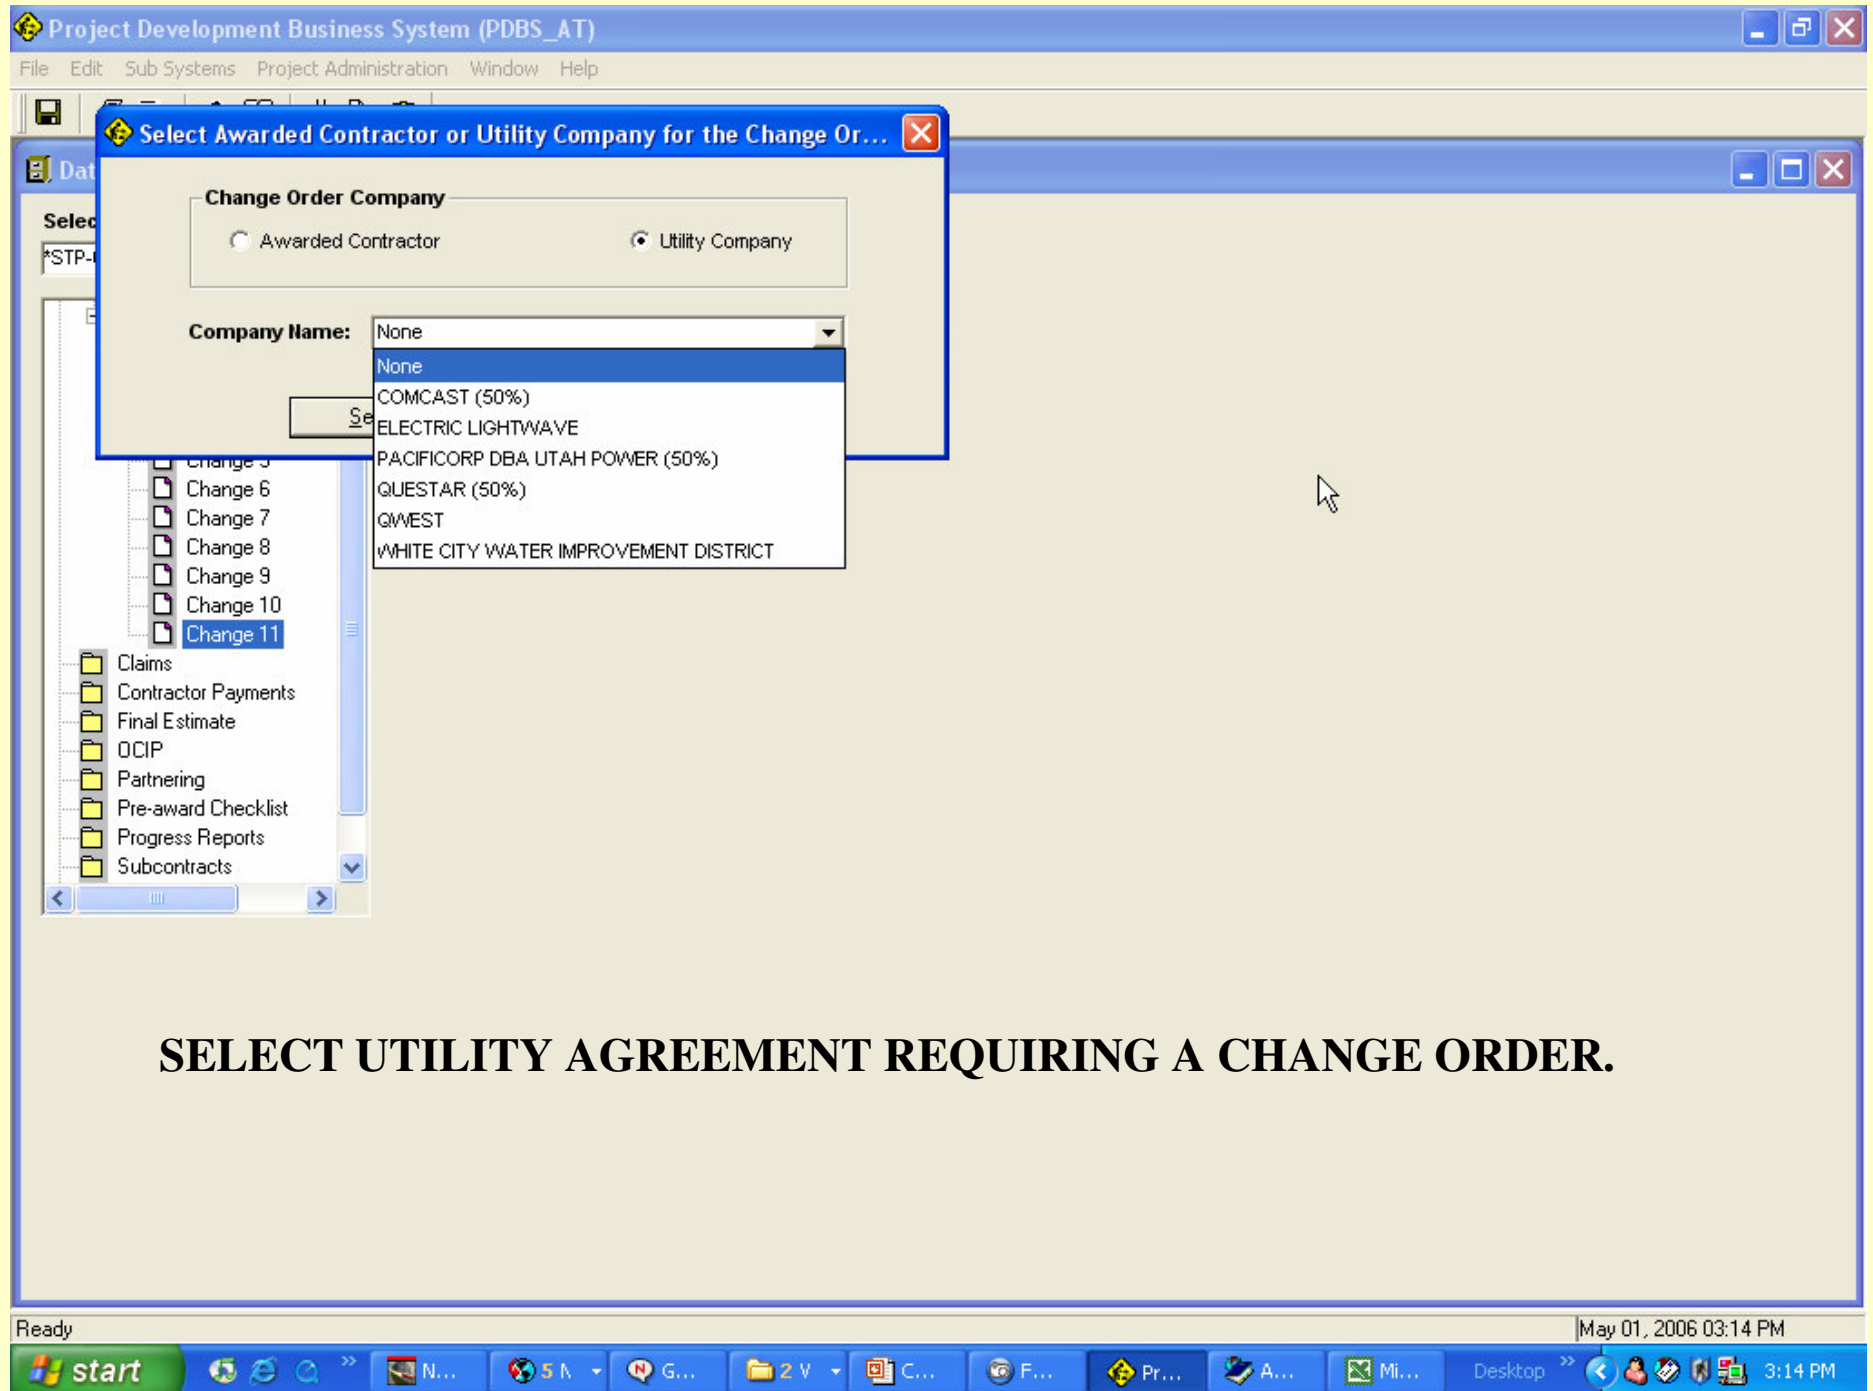 Project Development Business System (PDBS_AT)
File Edit Sub Systems Project Administration Window Help
Select Awarded Contractor or Utility Company for the Change Or...
Change Order Company
Awarded Contractor Utility Company
Company Name: None
None
COMCAST (50%)
ELECTRIC LIGHTWAVE
PACIFICORP DBA UTAH POWER (50%)
QUESTAR (50%)
QWEST
WHITE CITY WATER IMPROVEMENT DISTRICT
Change 6
Change 7
Change 8
Change 9
Change 10
Change 11
Claims
Contractor Payments
Final Estimate
OCIP
Partnering
Pre-award Checklist
Progress Reports
Subcontracts
SELECT UTILITY AGREEMENT REQUIRING A CHANGE ORDER.
Ready May 01, 2006 03:14 PM
start N... 5 G... 2 V C... F... Pr... A... Mi... Desktop 3:14 PM